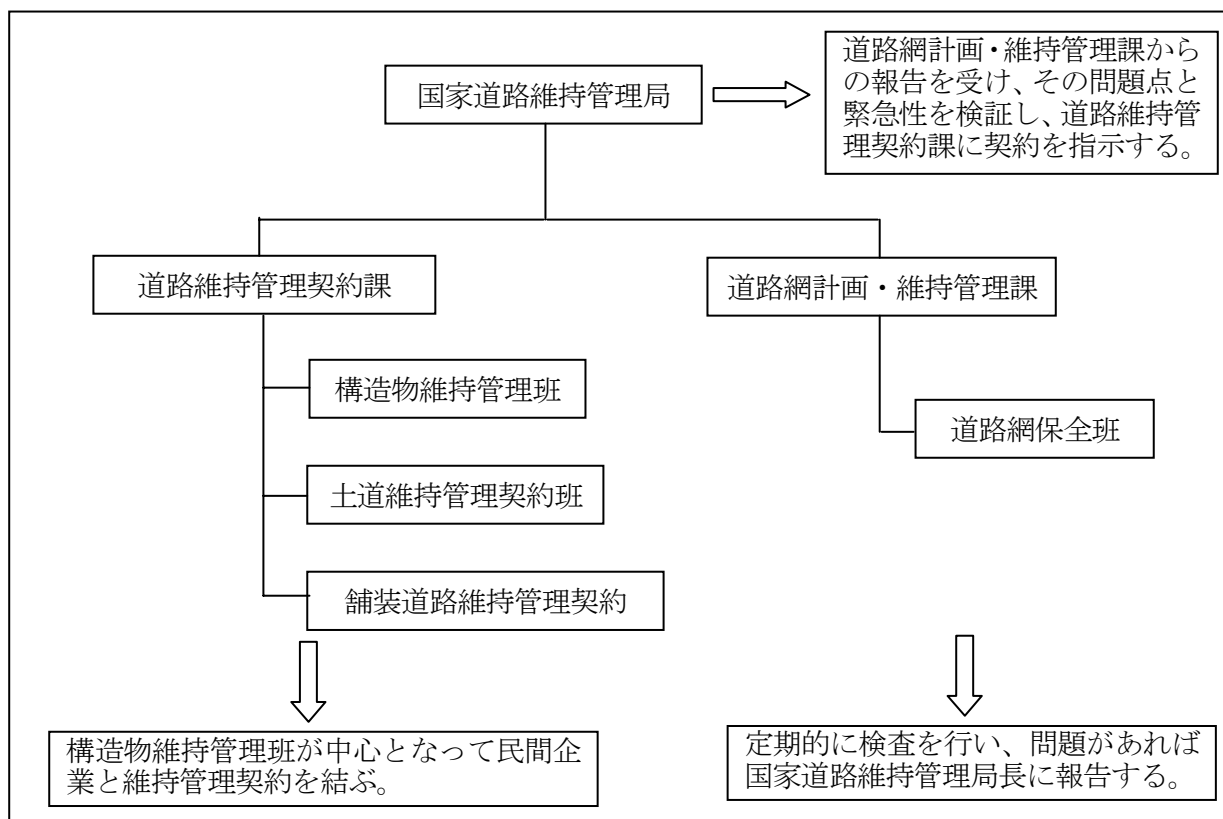 国家道路維持管理局
道路網計画・維持管理課から
の報告を受け、その問題点と
緊急性を検証し、道路維持管
理契約課に契約を指示する。
道路維持管理契約課
道路網計画・維持管理課
構造物維持管理班
道路網保全班
土道維持管理契約班
舗装道路維持管理契約
構造物維持管理班が中心となって民間企
業と維持管理契約を結ぶ。
定期的に検査を行い、問題があれば
国家道路維持管理局長に報告する。